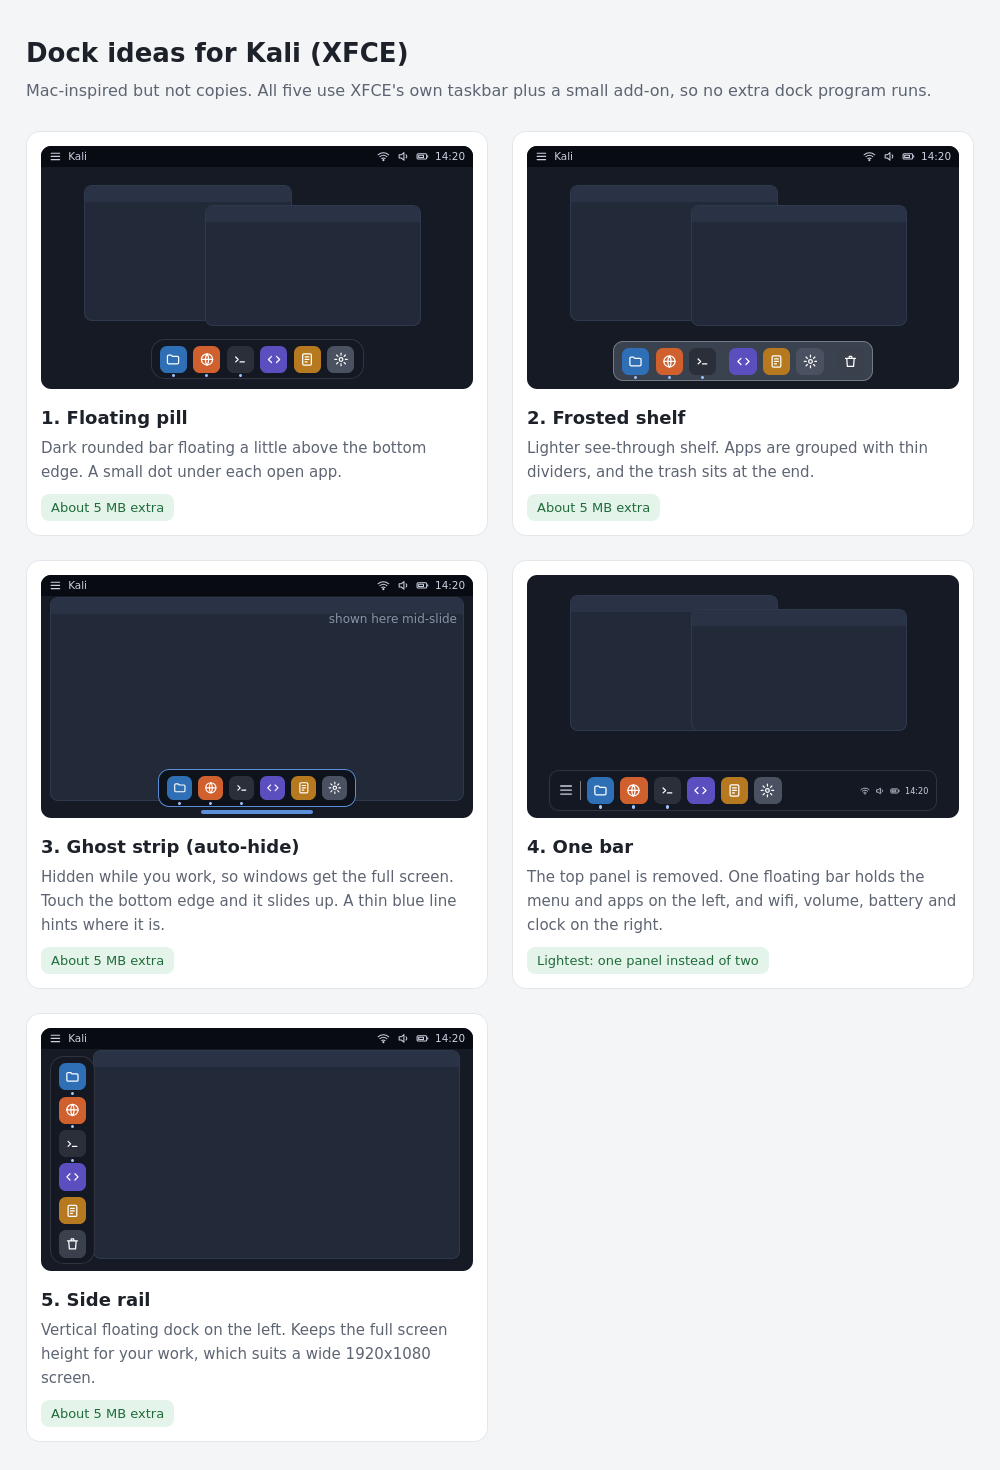 Dock ideas for Kali (XFCE)
Mac-inspired but not copies. All five use XFCE's own taskbar plus a small add-on, so no extra dock program runs.
Kali
14:20
1. Floating pill
Dark rounded bar floating a little above the bottom
edge. A small dot under each open app.
About 5 MB extra
Kali
14:20
2. Frosted shelf
Lighter see-through shelf. Apps are grouped with thin
dividers, and the trash sits at the end.
About 5 MB extra
Kali
14:20
shown here mid-slide
3. Ghost strip (auto-hide)
Hidden while you work, so windows get the full screen.
Touch the bottom edge and it slides up. A thin blue line
hints where it is.
About 5 MB extra
14:20
4. One bar
The top panel is removed. One floating bar holds the
menu and apps on the left, and wifi, volume, battery and
clock on the right.
Lightest: one panel instead of two
Kali
14:20
5. Side rail
Vertical floating dock on the left. Keeps the full screen
height for your work, which suits a wide 1920x1080
screen.
About 5 MB extra